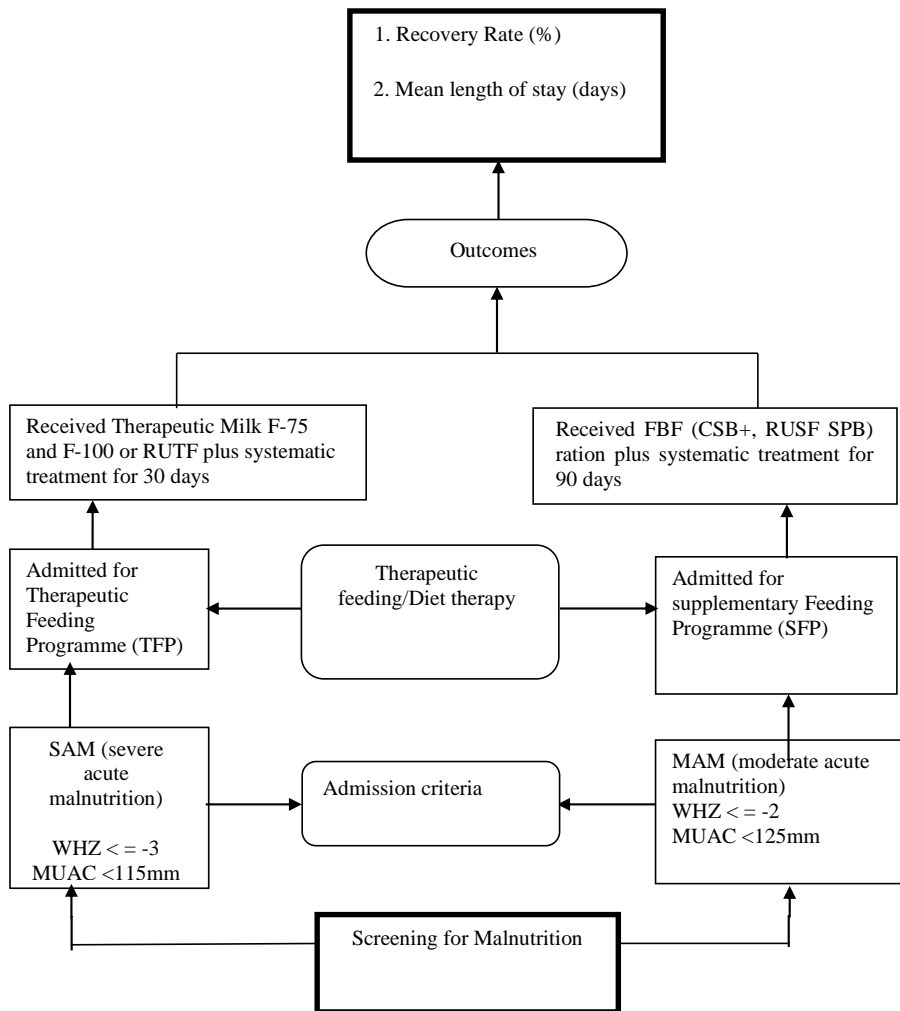 1. Recovery Rate (%)
2. Mean length of stay (days)
Outcomes
Received Therapeutic Milk F-75
and F-100 or RUTF plus systematic
treatment for 30 days
Received FBF (CSB+, RUSF SPB)
ration plus systematic treatment for
90 days
Admitted for
Therapeutic
Feeding
Programme (TFP)
Therapeutic
feeding/Diet therapy
Admitted for
supplementary Feeding
Programme (SFP)
SAM (severe
acute
malnutrition)
WHZ < = -3
MUAC <115mm
Admission criteria
MAM (moderate acute
malnutrition)
WHZ < = -2
MUAC <125mm
Screening for Malnutrition